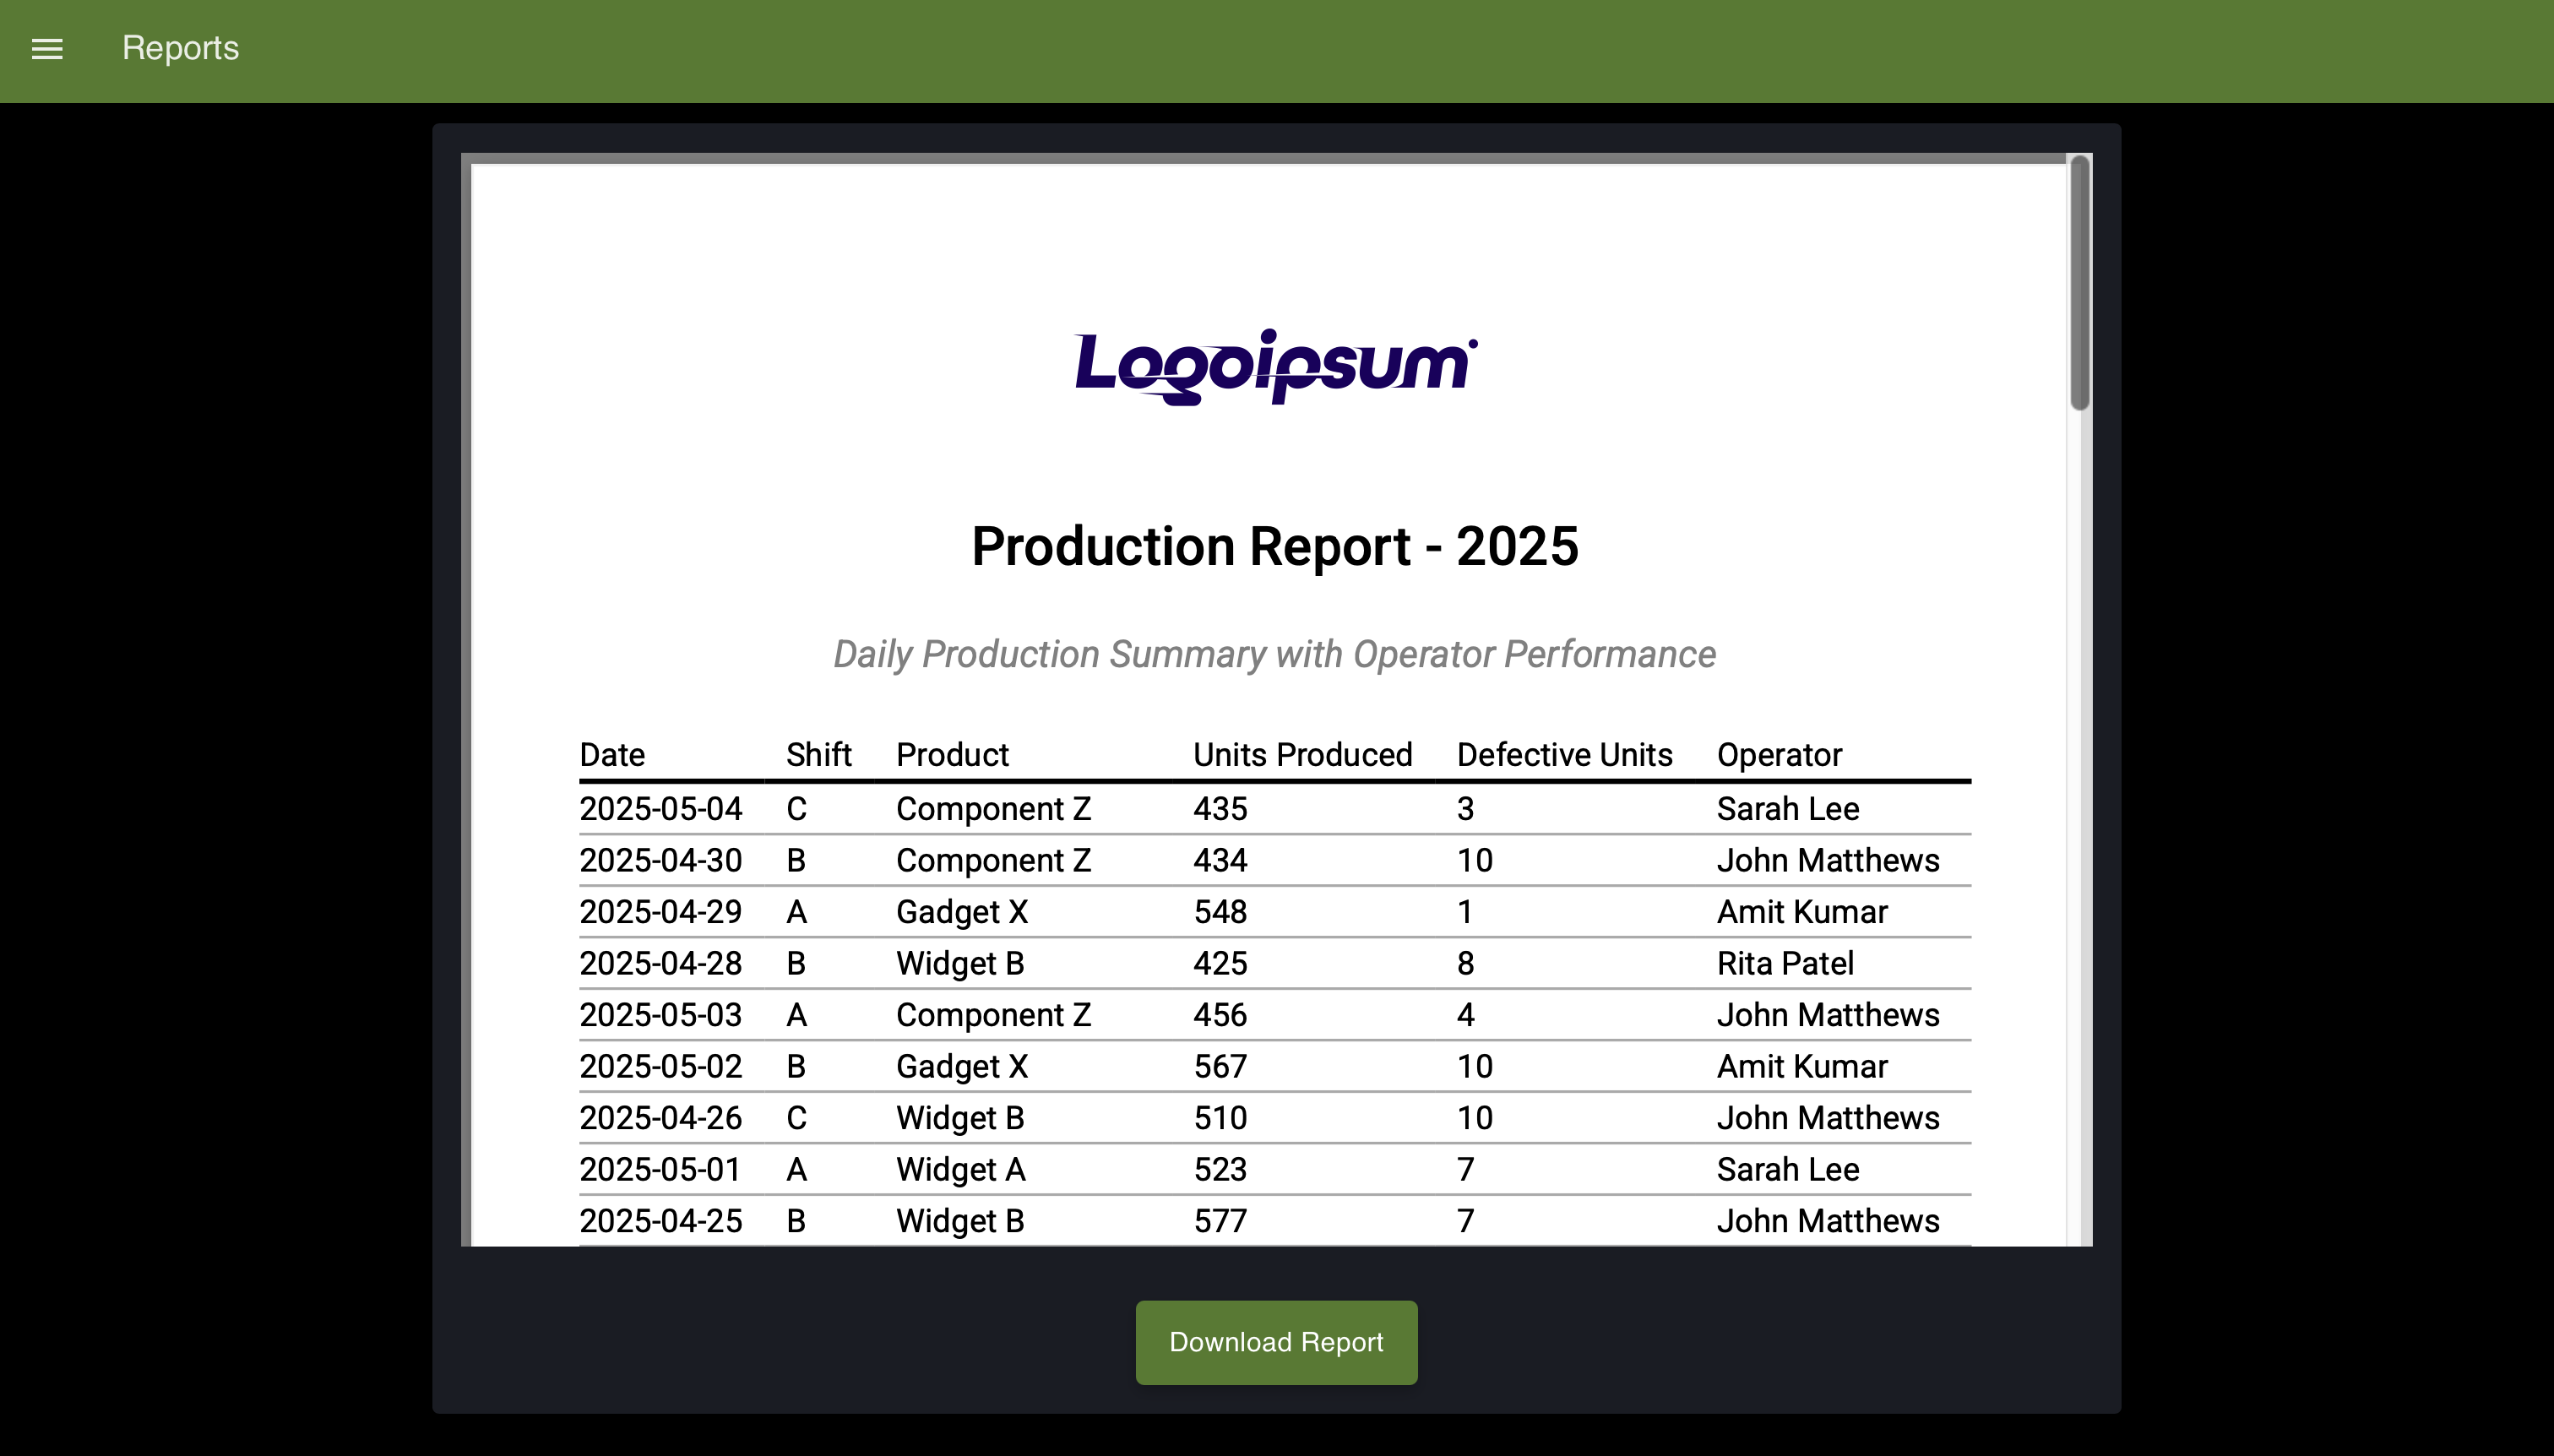 Reports
Logoipsum
Production Report - 2025
Daily Production Summary with Operator Performance
Date Shift Product Units Produced Defective Units Operator
2025-05-04 C Component Z 435 3 Sarah Lee
2025-04-30 B Component Z 434 10 John Matthews
2025-04-29 A Gadget X 548 1 Amit Kumar
2025-04-28 B Widget B 425 8 Rita Patel
2025-05-03 A Component Z 456 4 John Matthews
2025-05-02 B Gadget X 567 10 Amit Kumar
2025-04-26 C Widget B 510 10 John Matthews
2025-05-01 A Widget A 523 7 Sarah Lee
2025-04-25 B Widget B 577 7 John Matthews
Download Report